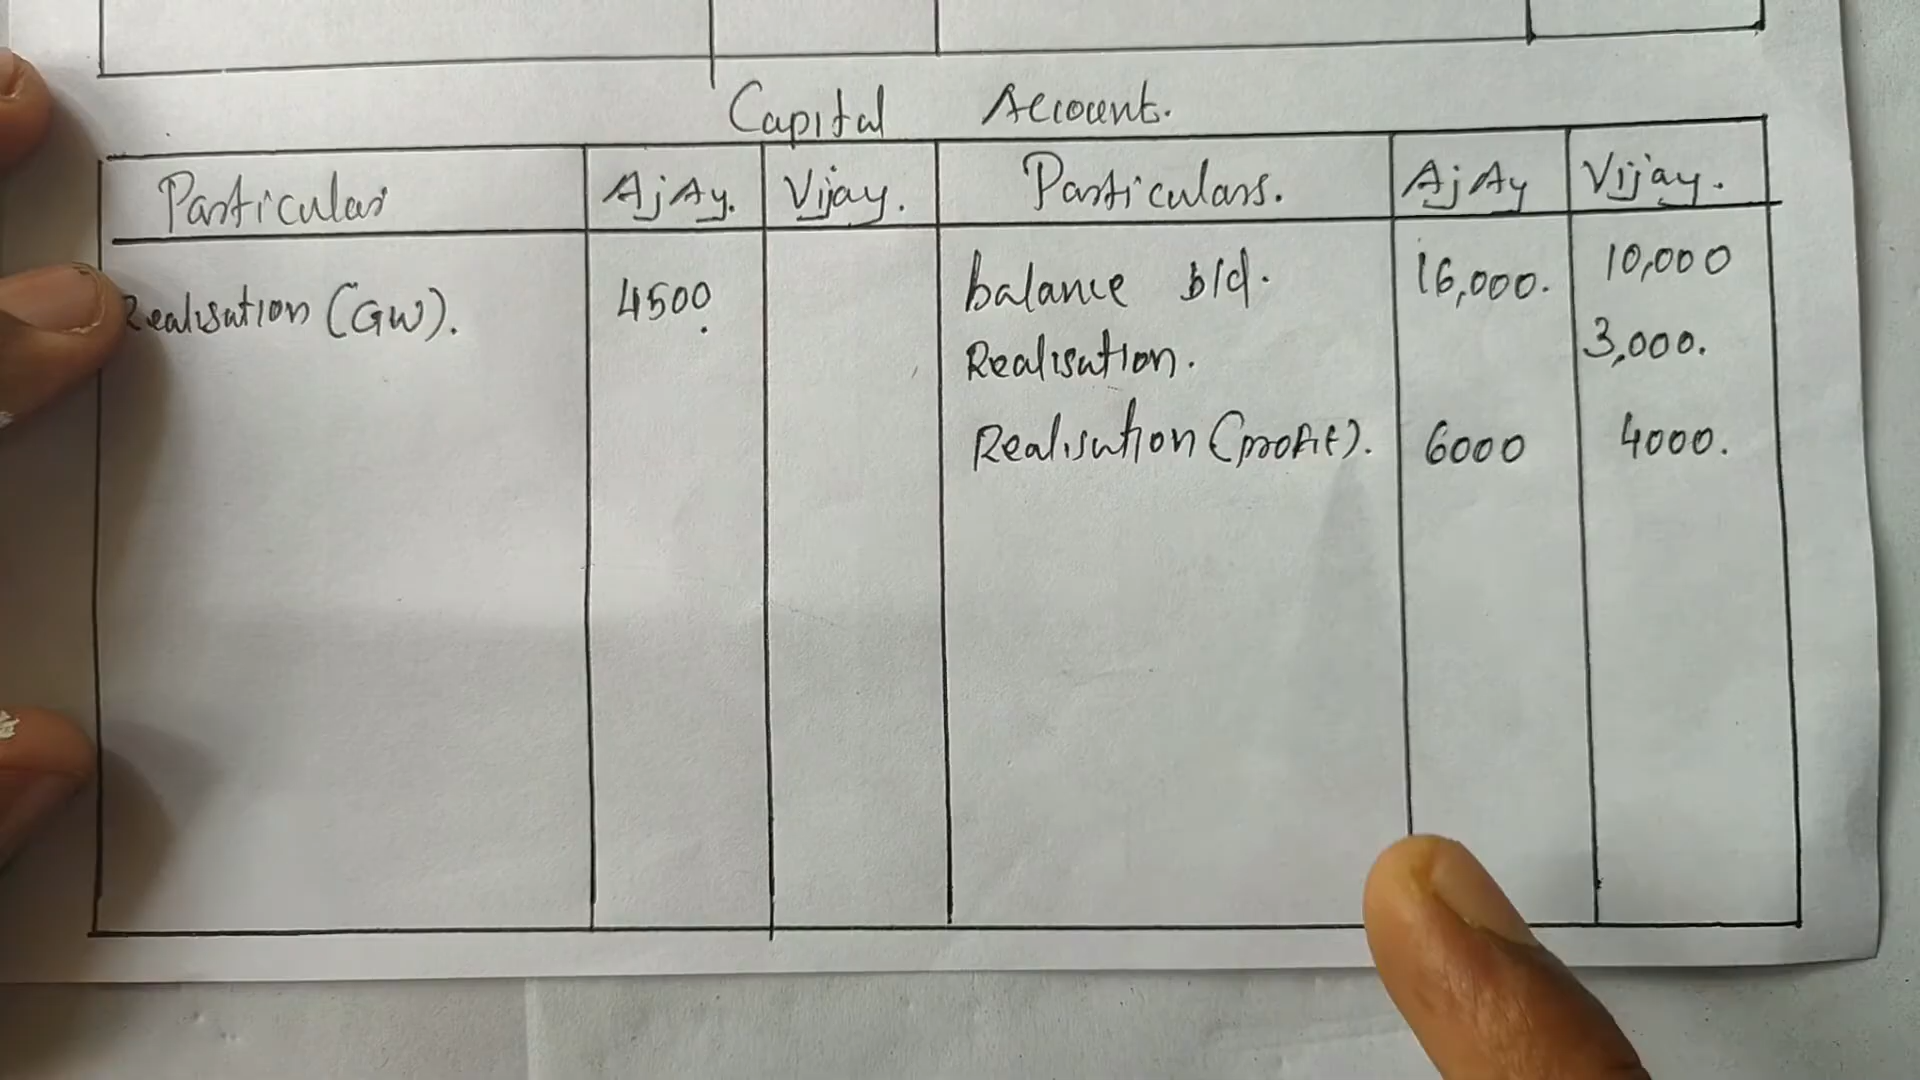 Capital Accounts.
Particulars Ajay. Vijay. Particulars. Ajay Vijay.
Realisation (GW). 4500. balance b/d. 16,000. 10,000
Realisation. 3,000.
Realisation (profit). 6000 4000.